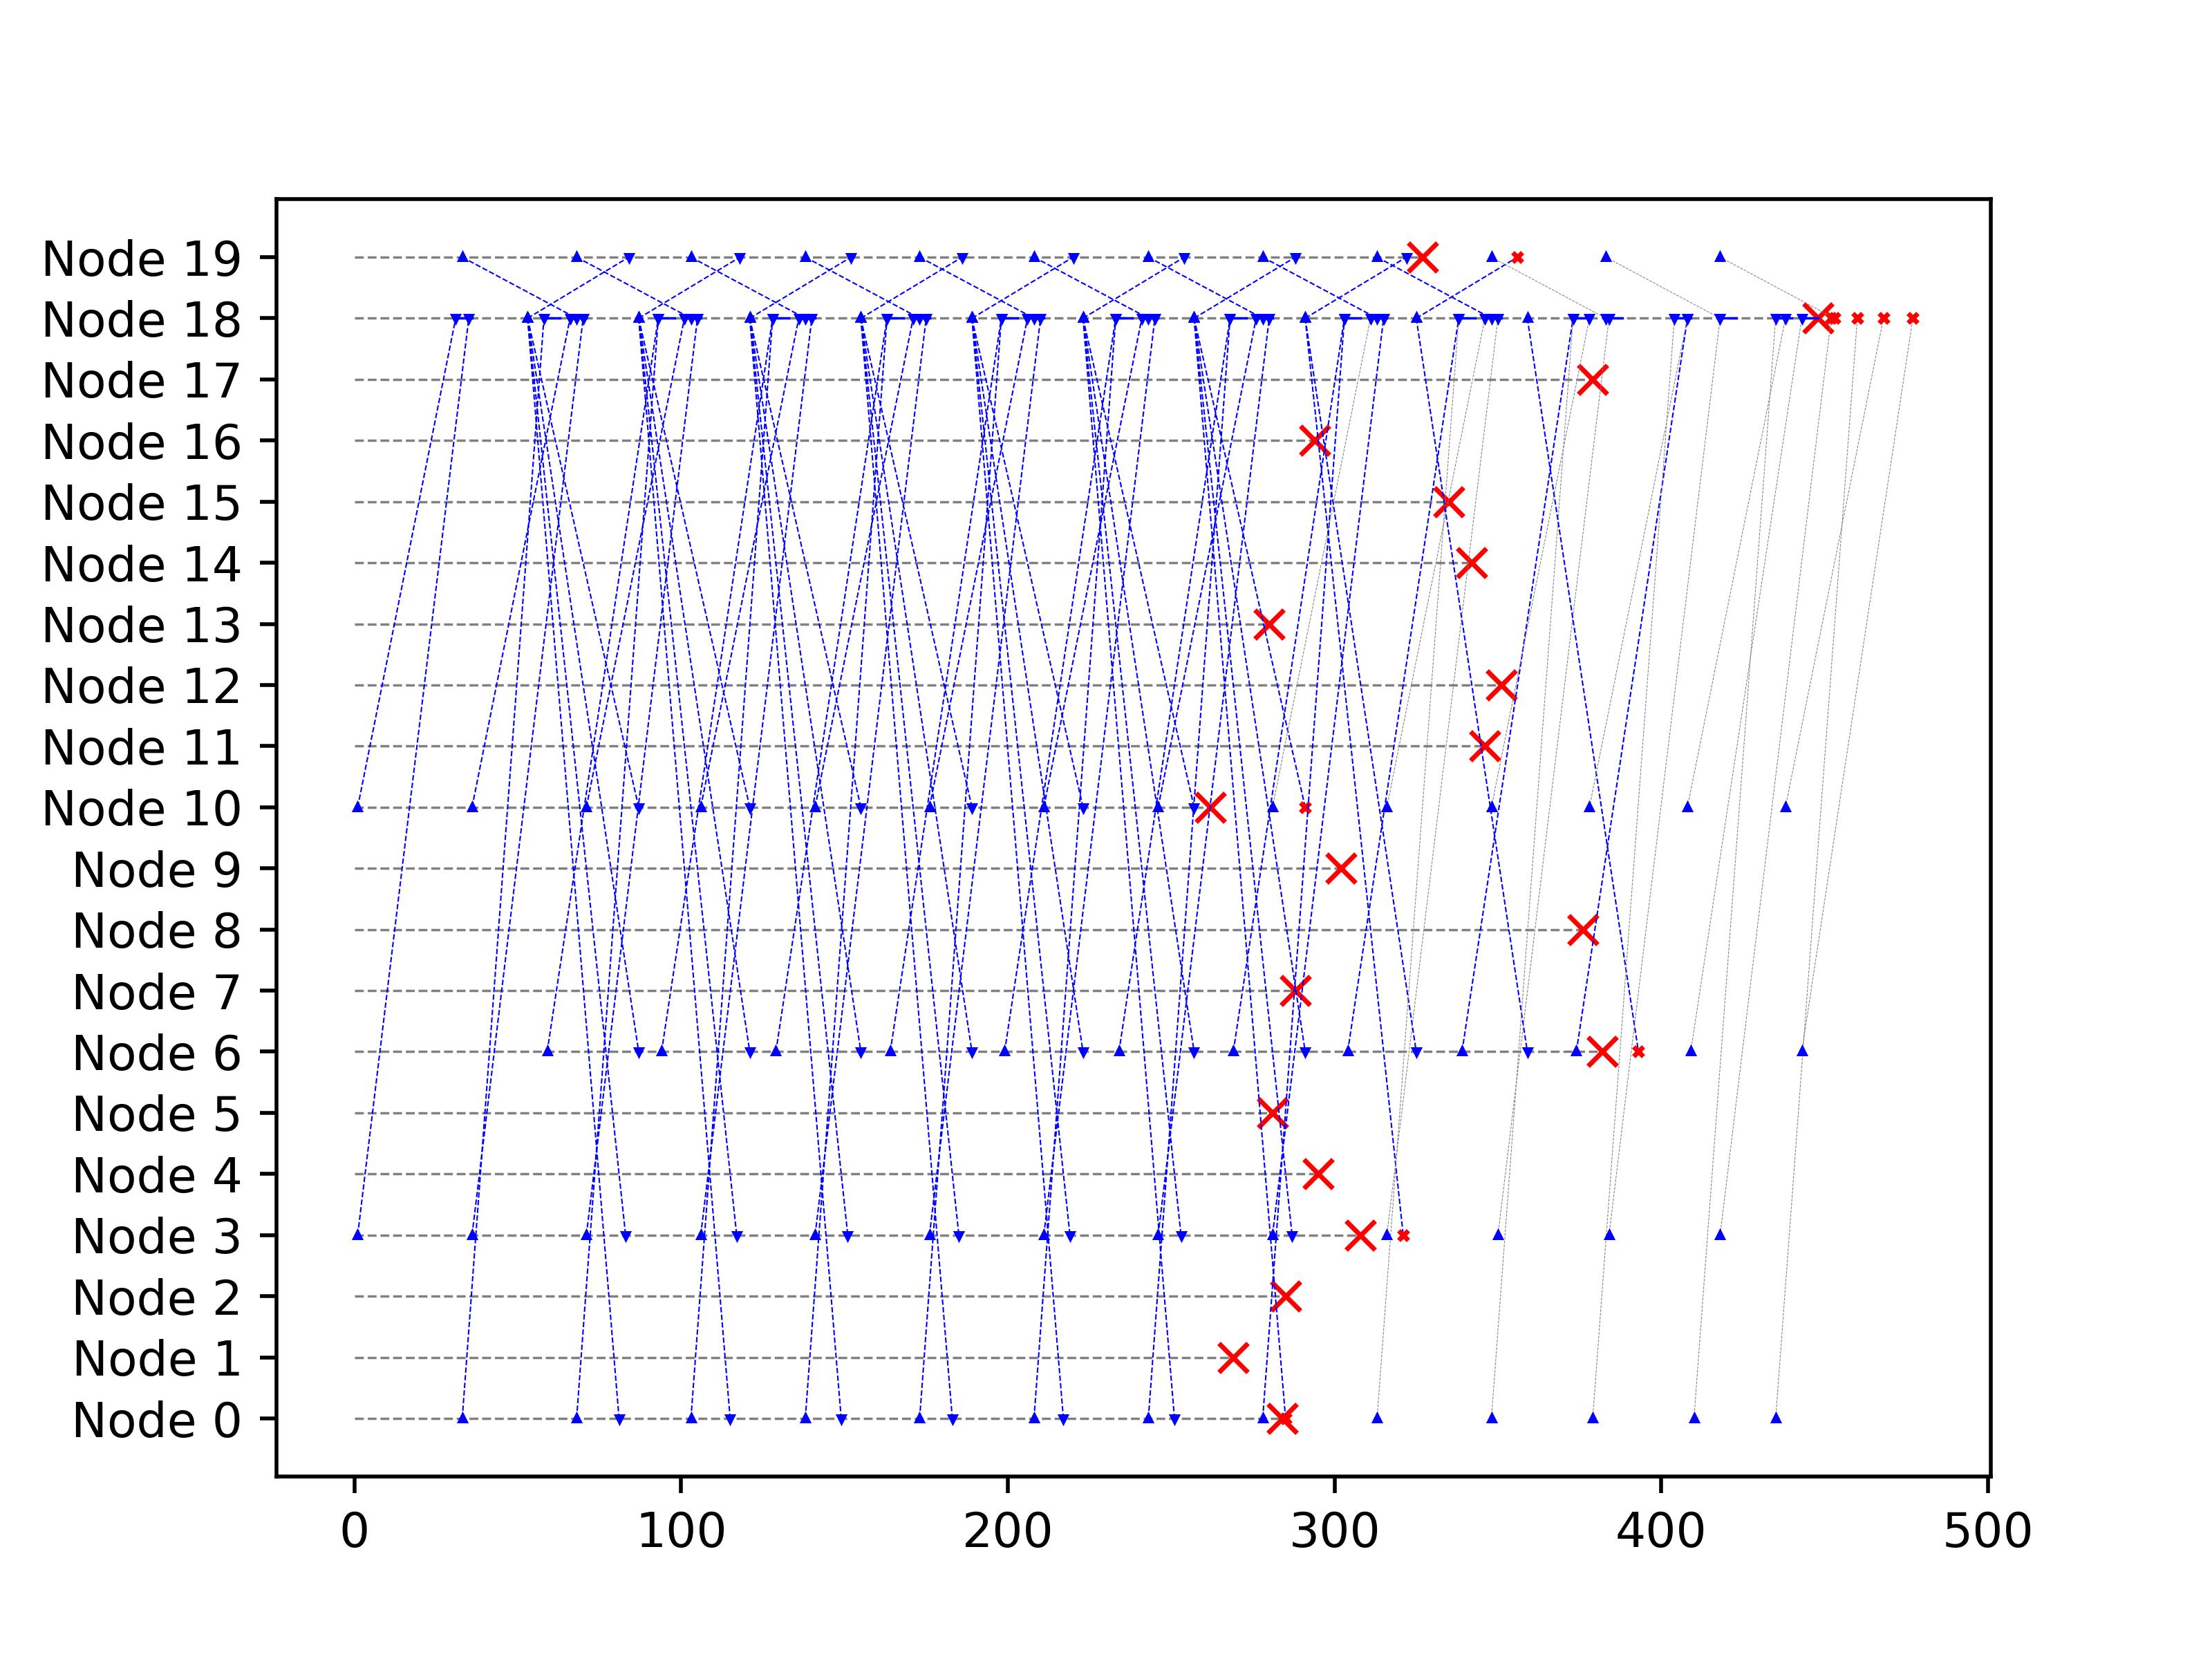 Node 19
Node 18
Node 17
Node 16
Node 15
Node 14
Node 13
Node 12
Node 11
Node 10
Node 9
Node 8
Node 7
Node 6
Node 5
Node 4
Node 3
Node 2
Node 1
Node 0
0 100 200 300 400 500